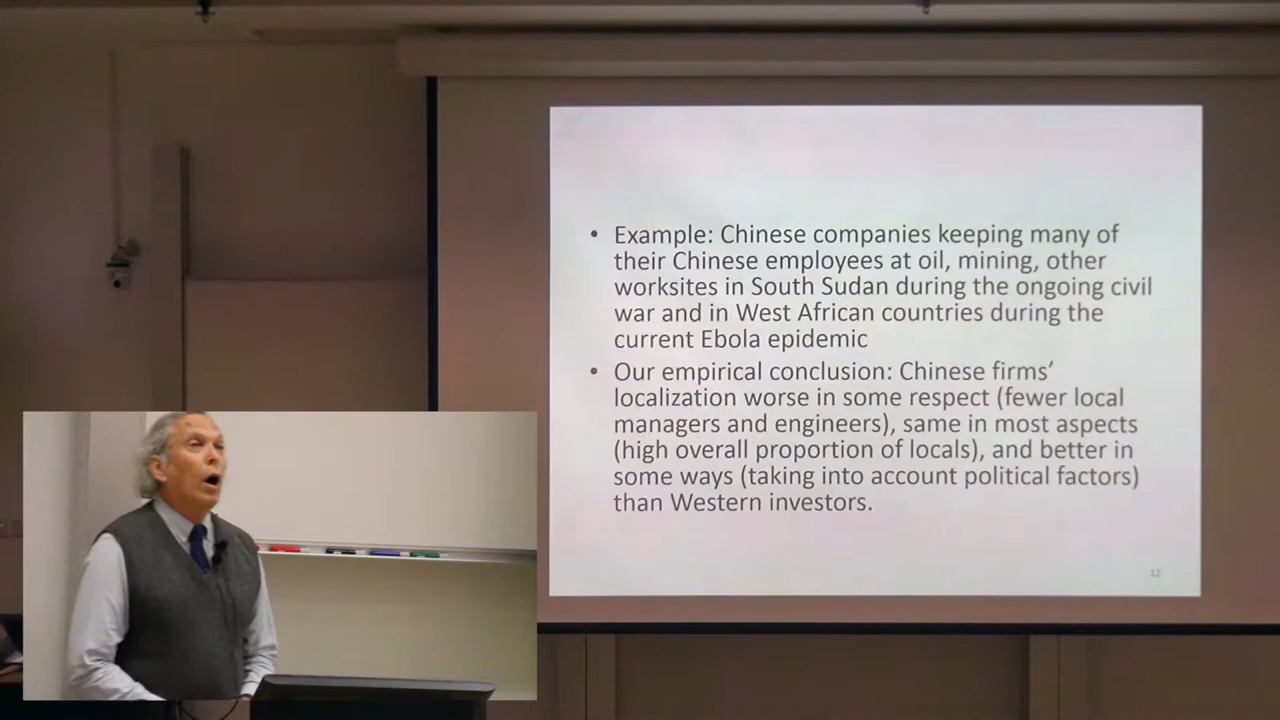 • Example: Chinese companies keeping many of
their Chinese employees at oil, mining, other
worksites in South Sudan during the ongoing civil
war and in West African countries during the
current Ebola epidemic
• Our empirical conclusion: Chinese firms’
localization worse in some respect (fewer local
managers and engineers), same in most aspects
(high overall proportion of locals), and better in
some ways (taking into account political factors)
than Western investors.
12